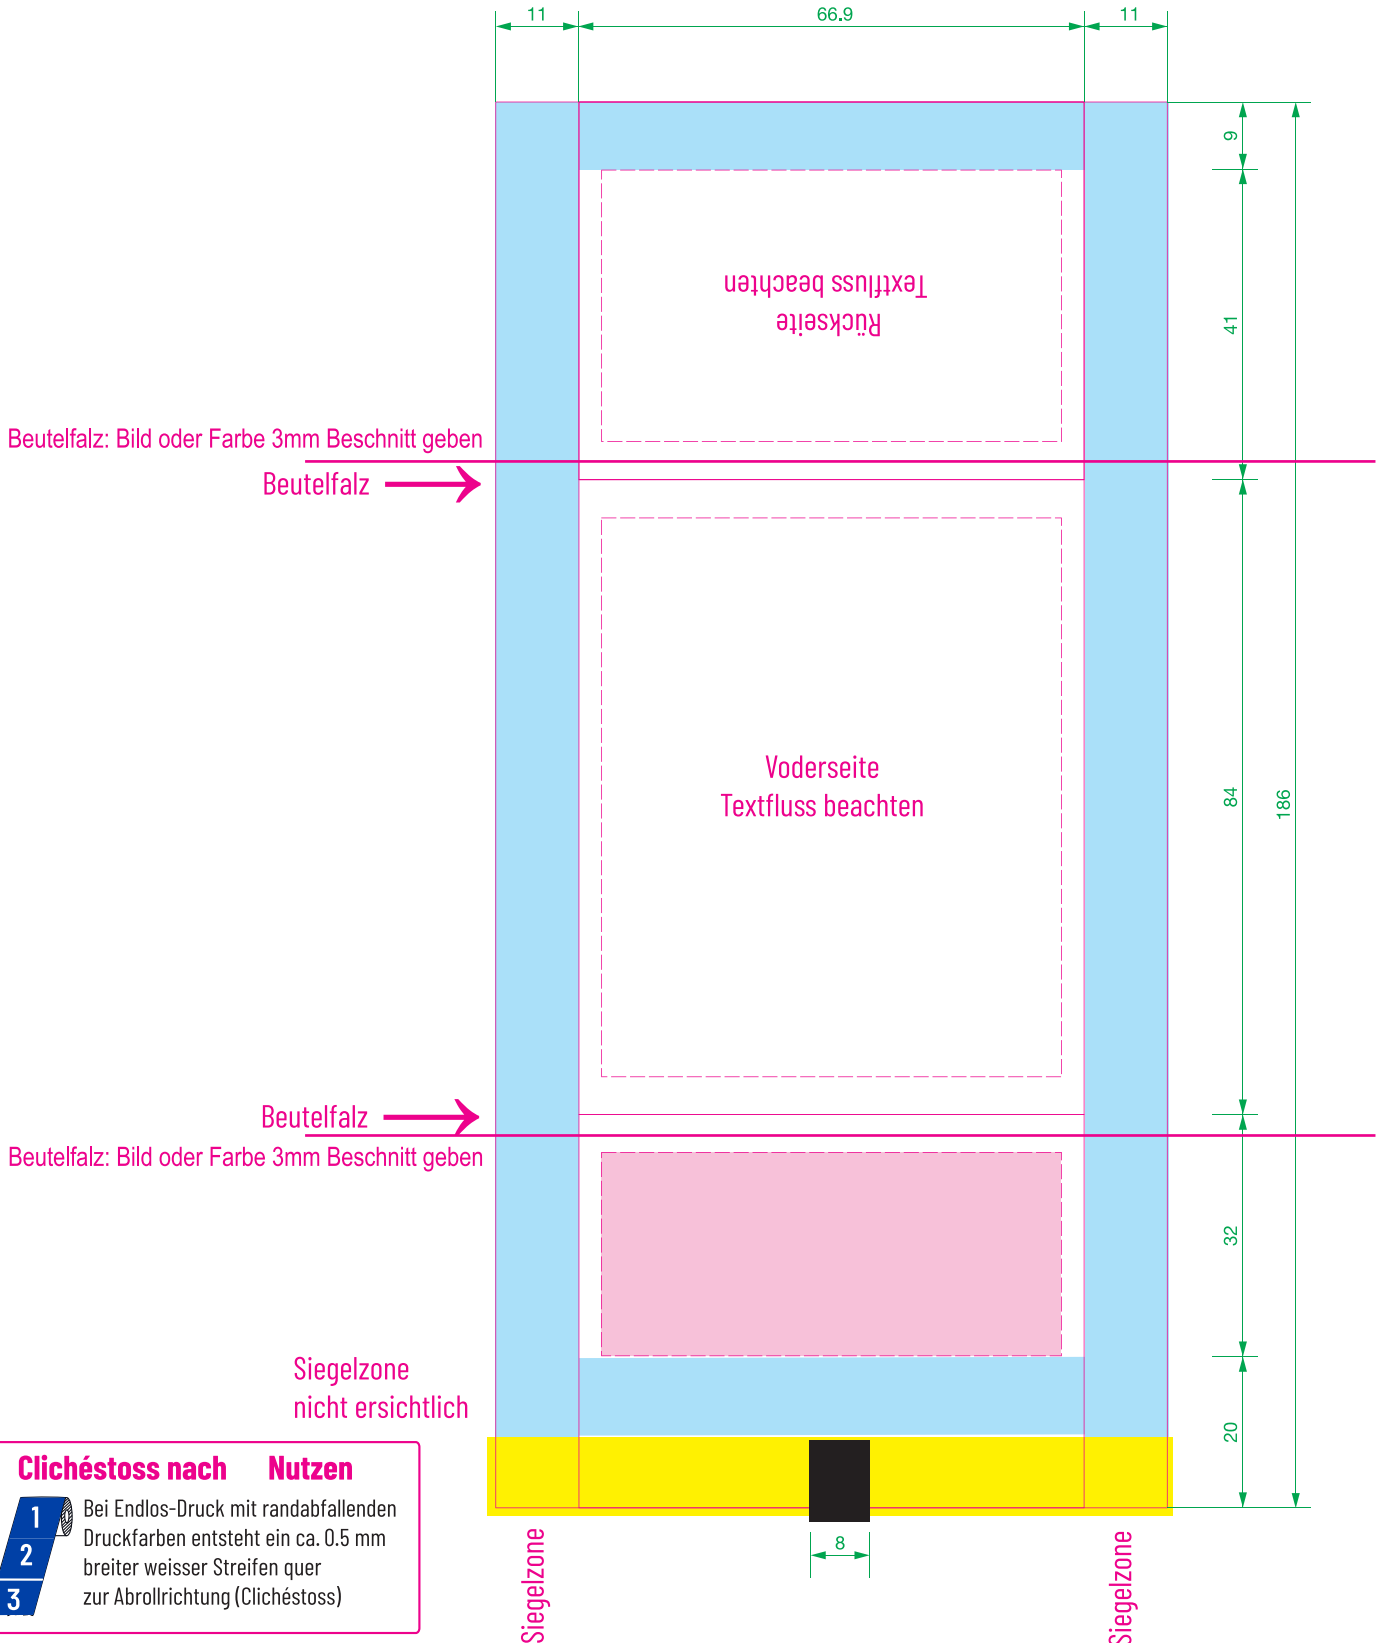 11
66.9
11
9
Rückseite
Textfluss beachten
41
Beutelfalz: Bild oder Farbe 3mm Beschnitt geben
Beutelfalz
Voderseite
Textfluss beachten
84
186
Beutelfalz
Beutelfalz: Bild oder Farbe 3mm Beschnitt geben
32
Siegelzone
nicht ersichtlich
20
Clichéstoss nach Nutzen
1
2
3
Bei Endlos-Druck mit randabfallenden
Druckfarben entsteht ein ca. 0.5 mm
breiter weisser Streifen quer
zur Abrollrichtung (Clichéstoss)
Siegelzone
8
Siegelzone